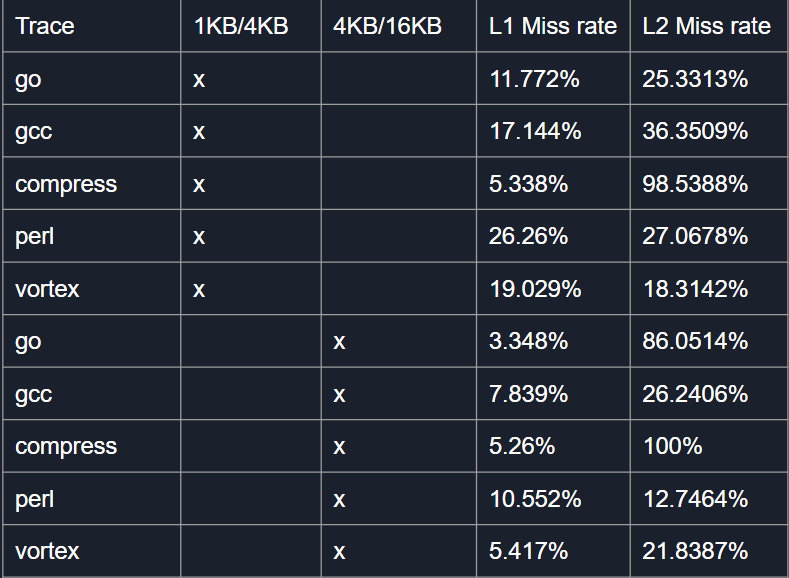 Trace 1KB/4KB 4KB/16KB L1 Miss rate L2 Miss rate
go x 11.772% 25.3313%
gcc x 17.144% 36.3509%
compress x 5.338% 98.5388%
perl x 26.26% 27.0678%
vortex x 19.029% 18.3142%
go x 3.348% 86.0514%
gcc x 7.839% 26.2406%
compress x 5.26% 100%
perl x 10.552% 12.7464%
vortex x 5.417% 21.8387%